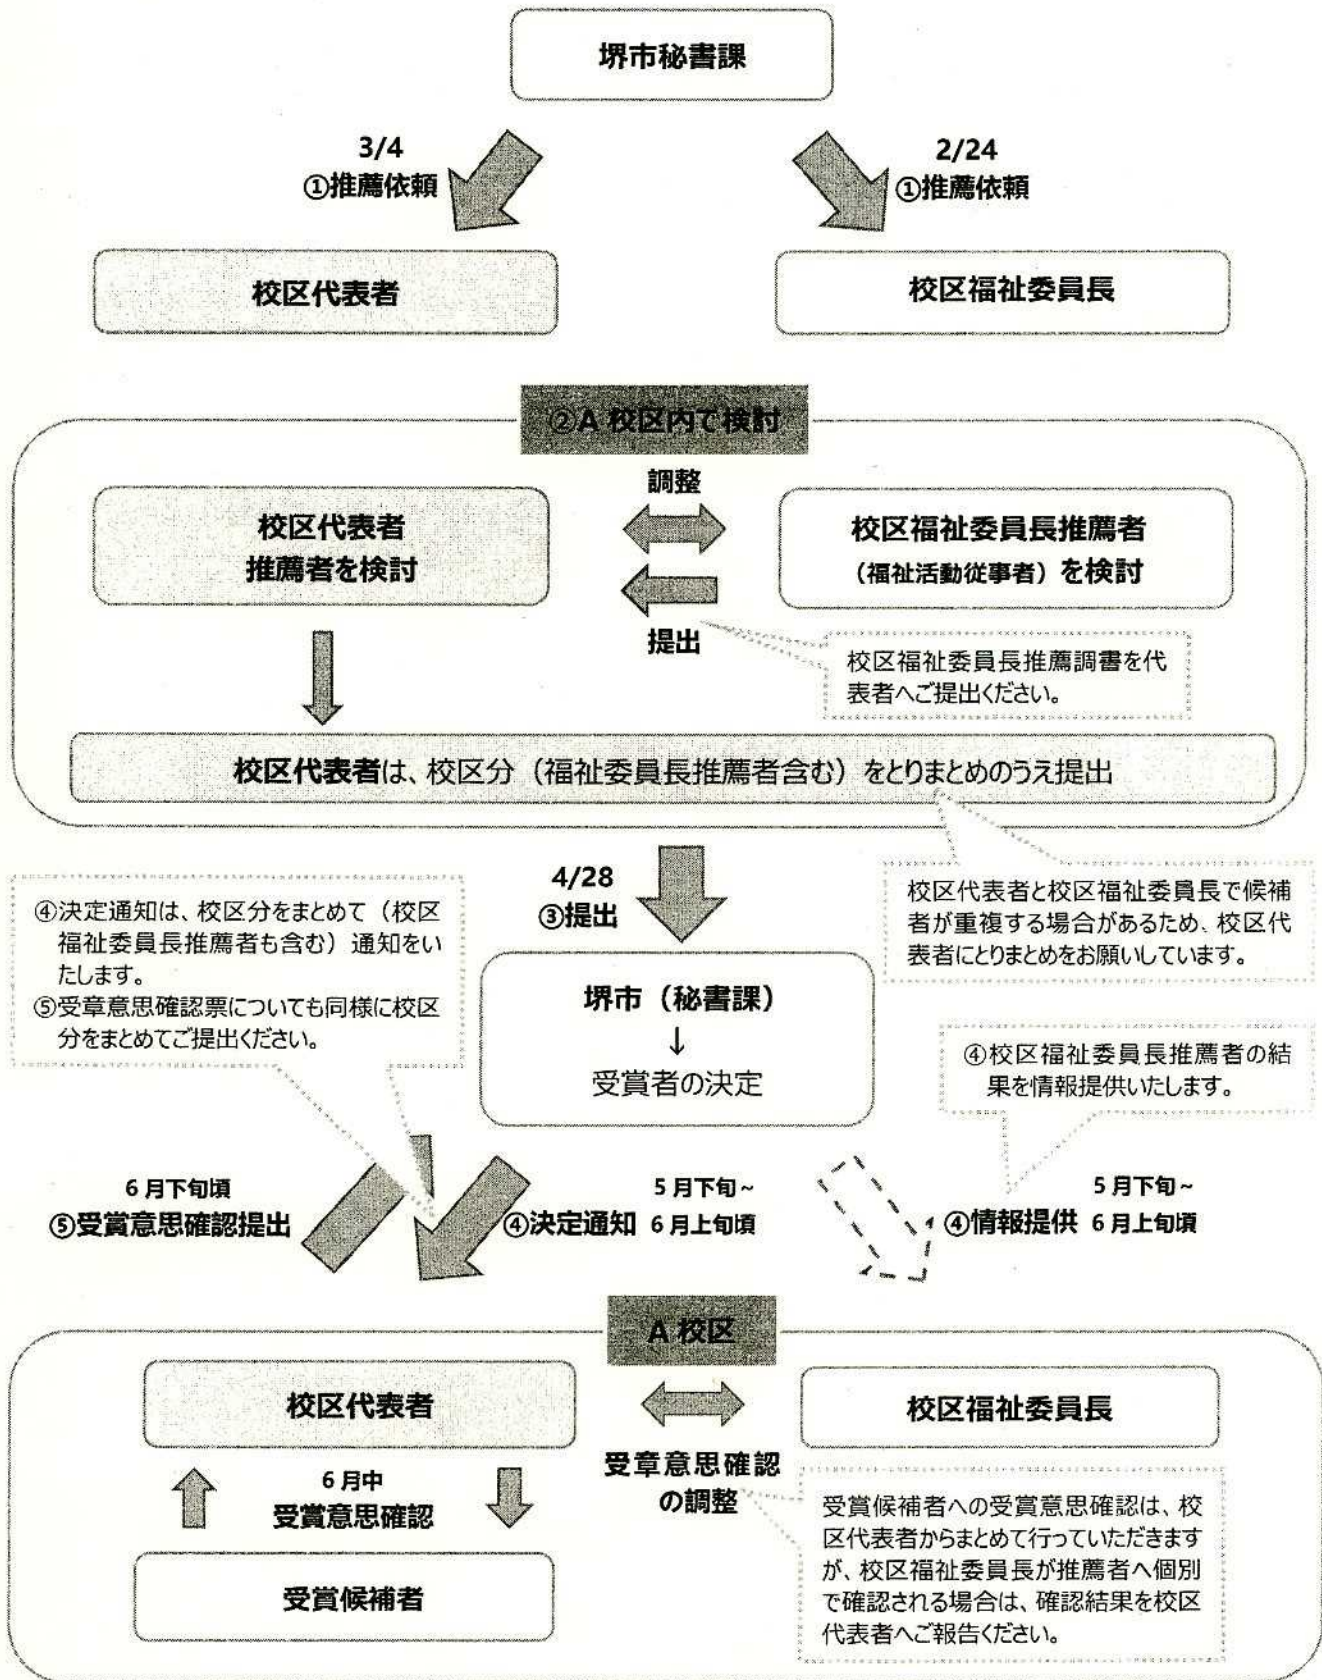 堺市秘書課
3/4
①推薦依頼
2/24
①推薦依頼
校区代表者
校区福祉委員長
②A 校区内で検討
校区代表者
推薦者を検討
調整
提出
校区福祉委員長推薦者
（福祉活動従事者）を検討
校区福祉委員長推薦調書を代
表者へご提出ください。
校区代表者は、校区分（福祉委員長推薦者含む）をとりまとめのうえ提出
4/28
③提出
校区代表者と校区福祉委員長で候補
者が重複する場合があるため、校区代
表者にとりまとめをお願いしています。
④決定通知は、校区分をまとめて（校区
福祉委員長推薦者も含む）通知をい
たします。
⑤受章意思確認票についても同様に校区
分をまとめてご提出ください。
堺市（秘書課）
↓
受賞者の決定
④校区福祉委員長推薦者の結
果を情報提供いたします。
6月下旬頃
⑤受賞意思確認提出
5月下旬～
④決定通知 6月上旬頃
5月下旬～
④情報提供 6月上旬頃
A 校区
校区代表者
校区福祉委員長
受章意思確認
の調整
6月中
受賞意思確認
受賞候補者
受賞候補者への受賞意思確認は、校
区代表者からまとめて行っていただきます
が、校区福祉委員長が推薦者へ個別
で確認される場合は、確認結果を校区
代表者へご報告ください。